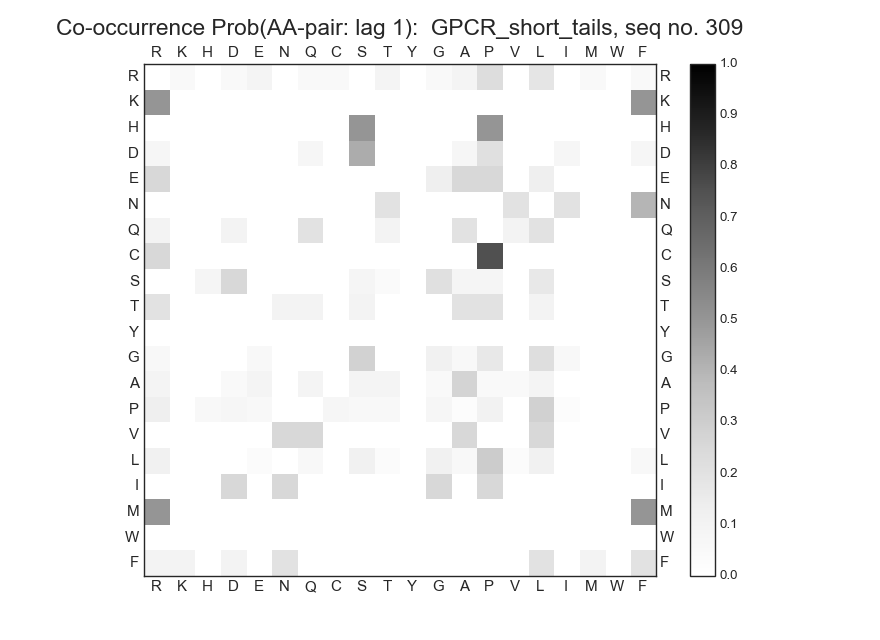 Co-occurrence Prob(AA-pair: lag 1):  GPCR_short_tails, seq no. 309
R K H D E N Q C S T Y G A P V L I M W F
R R 1.0
K K 0.9
H H
D D 0.8
E E
N N 0.7
Q Q
C C 0.6
S S
T T 0.5
Y Y
G G 0.4
A A
P P 0.3
V V
L L 0.2
I I
M M 0.1
W W
F F 0.0
R K H D E N Q C S T Y G A P V L I M W F